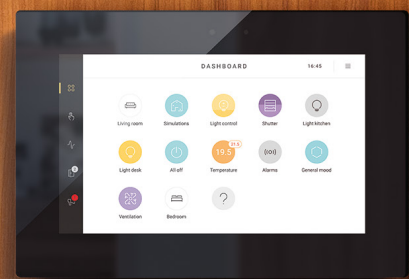 DASHBOARD
16:45
Living room
Simulations
Light control
Shutter
Light kitchen
21.5
19.5
Light desk
All off
Temperature
Alarms
General mood
?
Ventilation
Bedroom